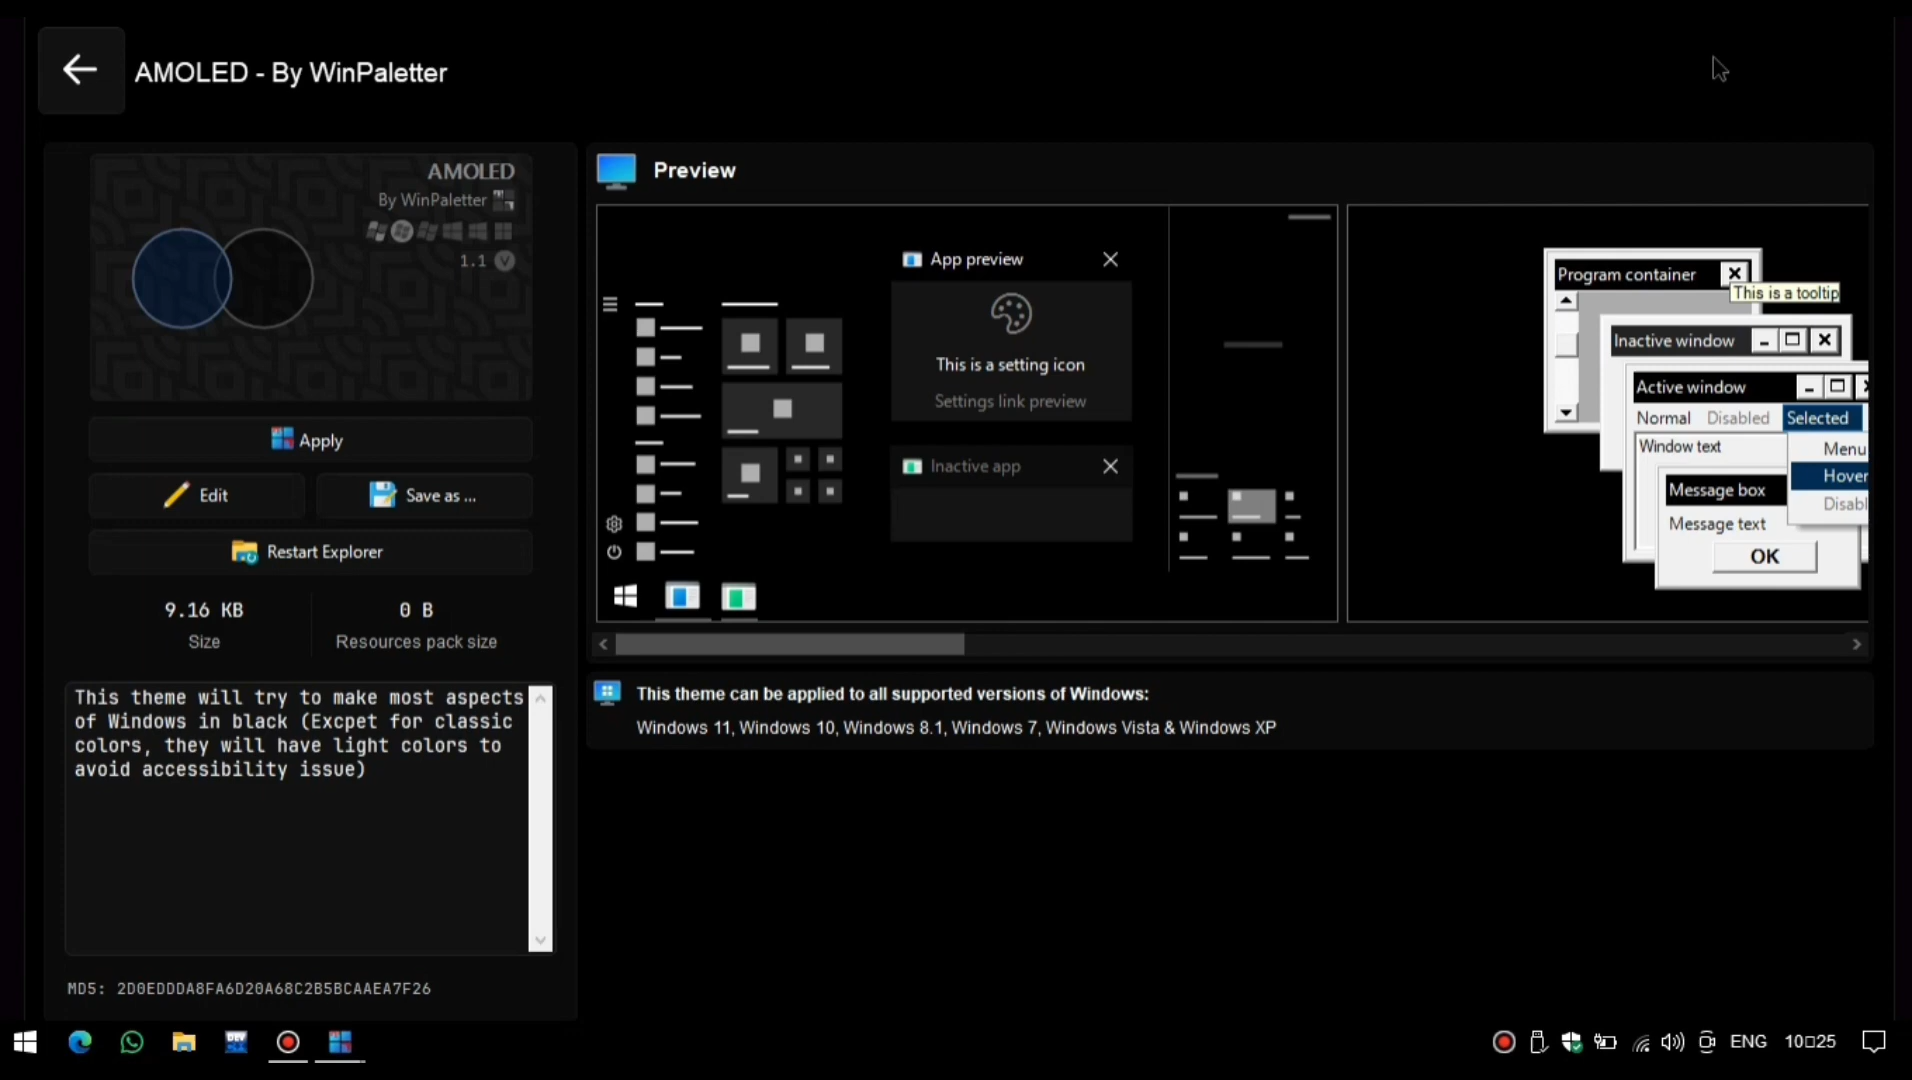 AMOLED - By WinPaletter
AMOLED
By WinPaletter
1.1
Apply
Edit
Save as ...
Restart Explorer
9.16 KB
Size
0 B
Resources pack size
This theme will try to make most aspects
of Windows in black (Excpet for classic
colors, they will have light colors to
avoid accessibility issue)
MD5: 2D0EDDDA8FA6D20A68C2B5BCAAEA7F26
Preview
App preview
This is a setting icon
Settings link preview
Inactive app
Program container
This is a tooltip
Inactive window
Active window
Normal Disabled Selected
Window text
Menu
Hover
Disabl
Message box
Message text
OK
This theme can be applied to all supported versions of Windows:
Windows 11, Windows 10, Windows 8.1, Windows 7, Windows Vista & Windows XP
DEV
ENG
10□25